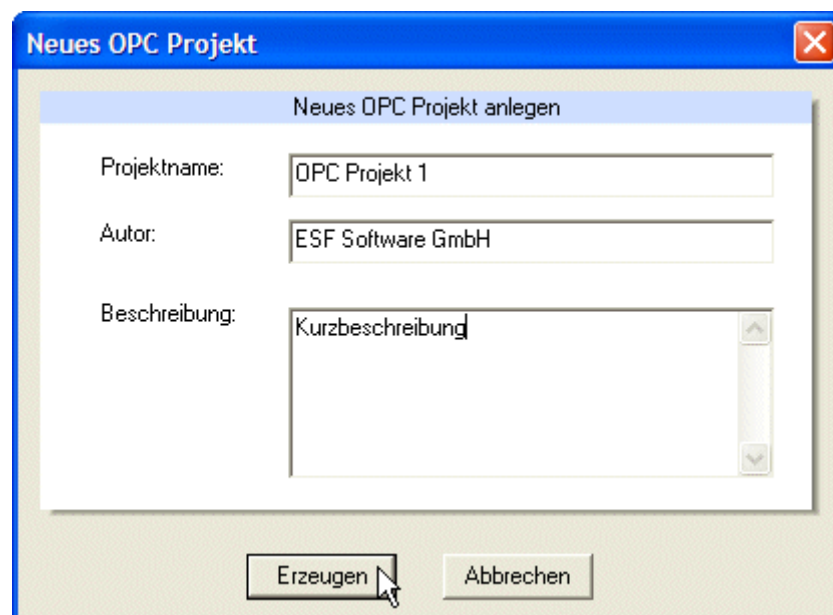 Neues OPC Projekt
Neues OPC Projekt anlegen
Projektname: OPC Projekt 1
Autor: ESF Software GmbH
Beschreibung: Kurzbeschreibung
Erzeugen Abbrechen